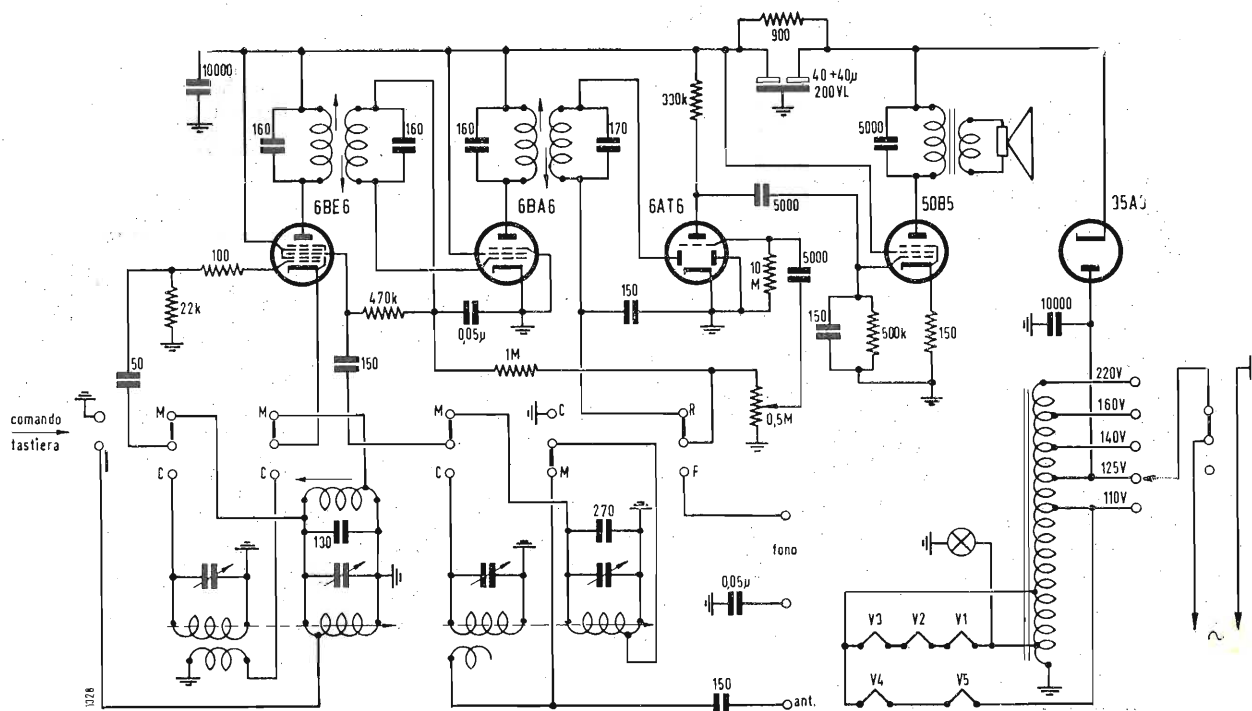 900
10000
40+40µ
200VL
330k
160
160
160
170
5000
6BE6
6BA6
6AT6
5000
50B5
35A3
100
10
M
5000
22k
470k
0,05µ
150
150
500k
150
10000
50
150
1M
220V
comando
tastiera
M
M
M
C
R
0,5M
160V
140V
C
C
C
M
F
125V
110V
130
270
fono
0,05µ
V3
V2
V1
V4
V5
150
ant.
1328